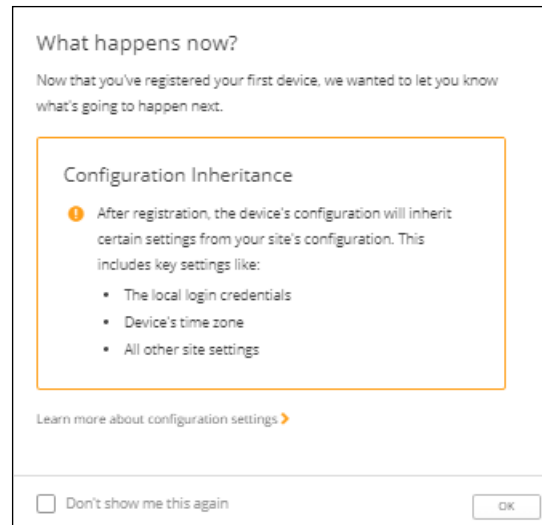 What happens now?
Now that you've registered your first device, we wanted to let you know
what's going to happen next.
Configuration Inheritance
After registration, the device's configuration will inherit
certain settings from your site's configuration. This
includes key settings like:
• The local login credentials
• Device's time zone
• All other site settings
Learn more about configuration settings
Don't show me this again
OK